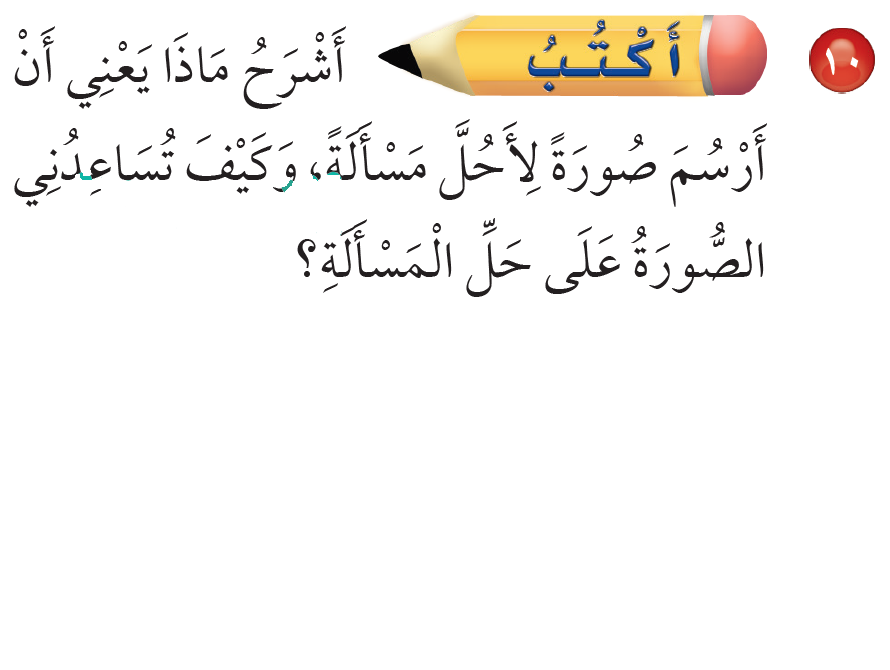 ١٠ أَكْتُبُ أَشْرَحُ مَاذَا يَعْنِي أَنْ
أَرْسُمَ صُورَةً لِأَحُلَّ مَسْأَلَةً، وَكَيْفَ تُسَاعِدُنِي
الصُّورَةُ عَلَى حَلِّ الْمَسْأَلَةِ؟